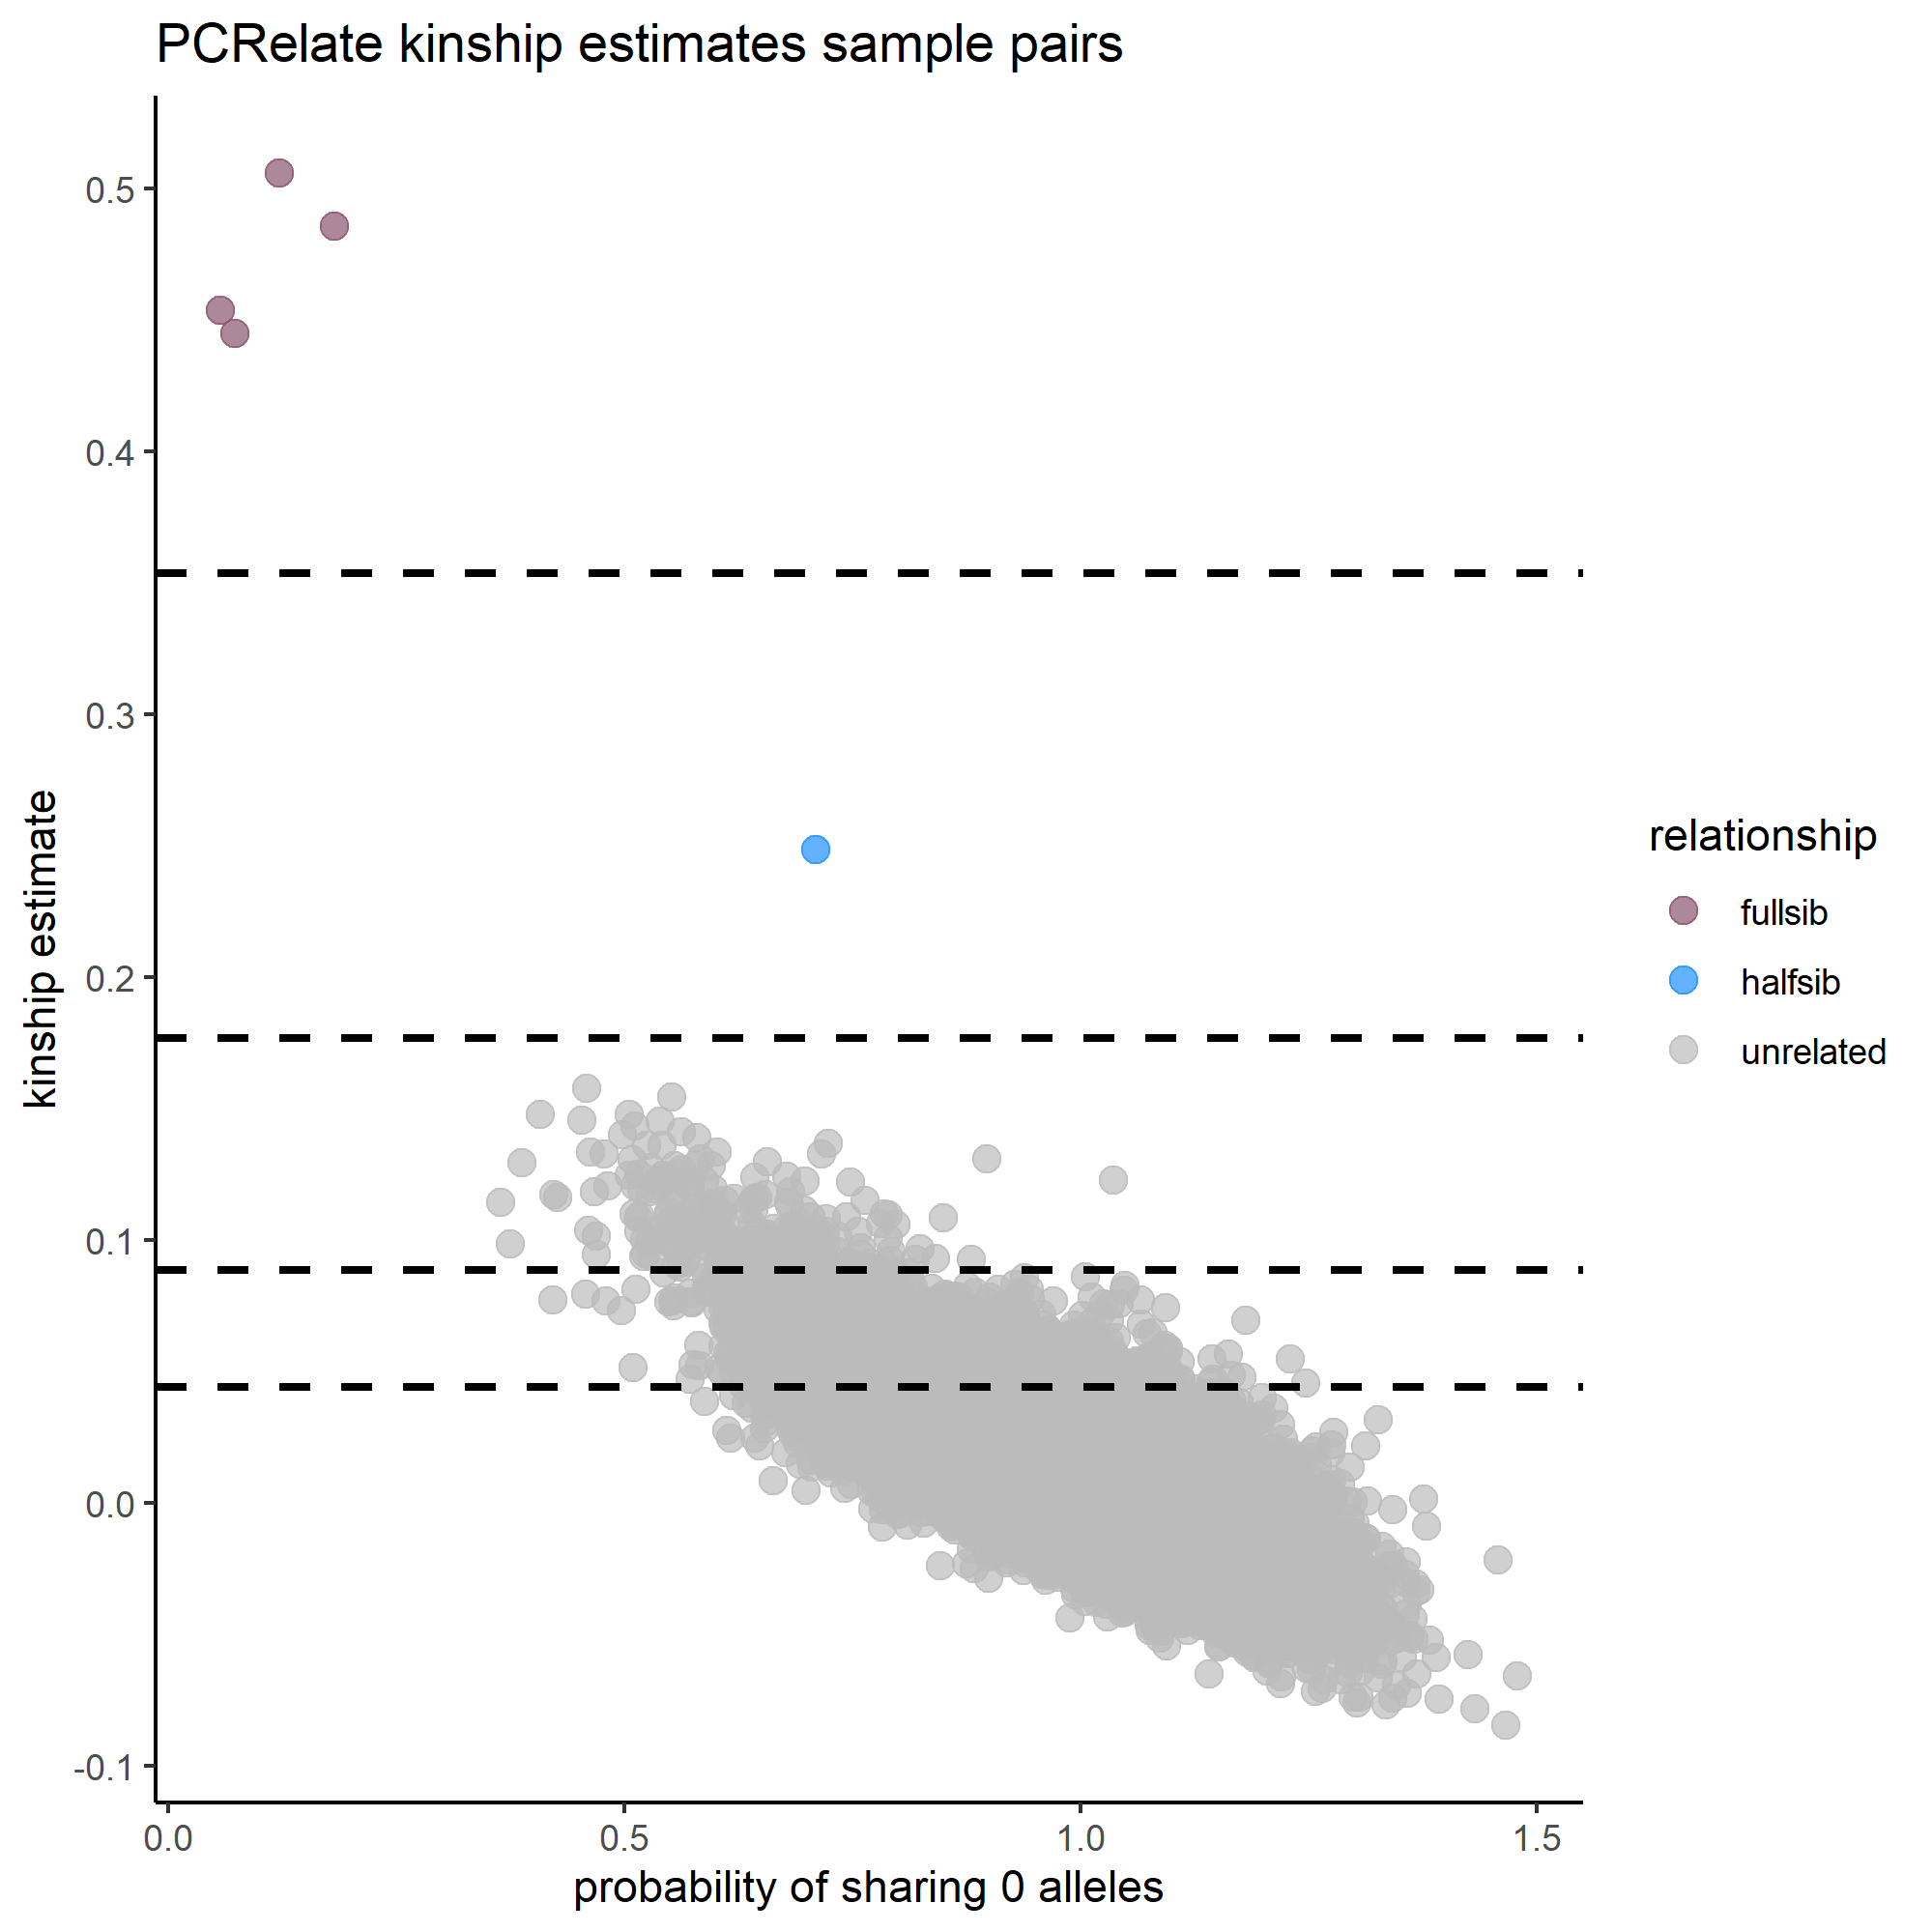 PCRelate kinship estimates sample pairs
kinship estimate
0.5
0.4
0.3
0.2
0.1
0.0
-0.1
0.0
0.5
1.0
1.5
probability of sharing 0 alleles
relationship
fullsib
halfsib
unrelated